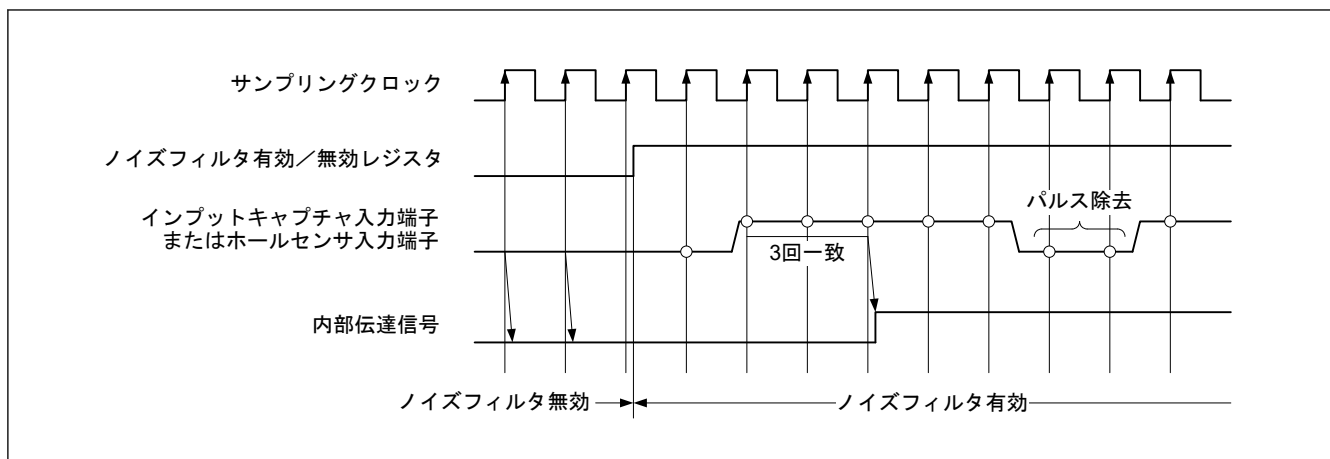 サンプリングクロック
ノイズフィルタ有効／無効レジスタ
インプットキャプチャ入力端子
またはホールセンサ入力端子
パルス除去
3回一致
内部伝達信号
ノイズフィルタ無効
ノイズフィルタ有効